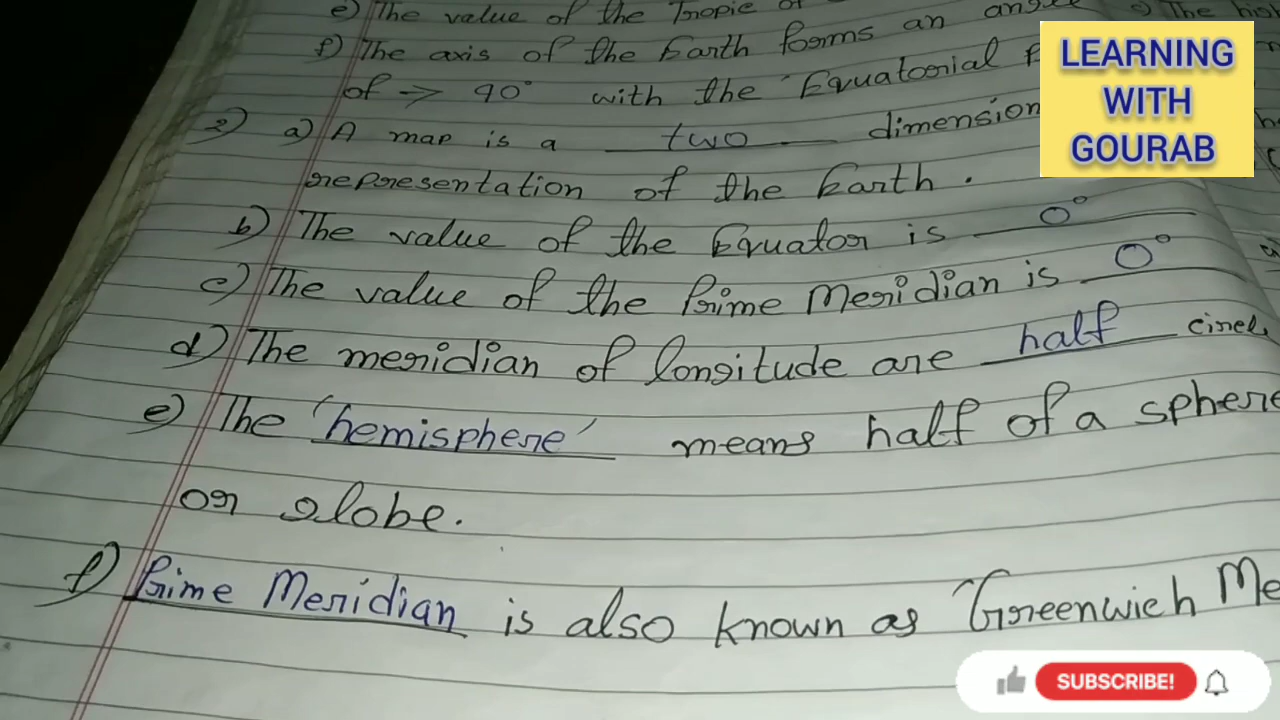 e) The value of the Tropic of
f) The axis of the Earth forms an angle
of → 90° with the Equatorial
2) a) A map is a two dimension
representation of the Earth.
b) The value of the Equator is 0°
c) The value of the Prime Meridian is 0°
d) The meridian of longitude are half circle
e) The 'hemisphere' means half of a sphere
or globe.
f) Prime Meridian is also known as Greenwich Me
LEARNING
WITH
GOURAB
SUBSCRIBE!